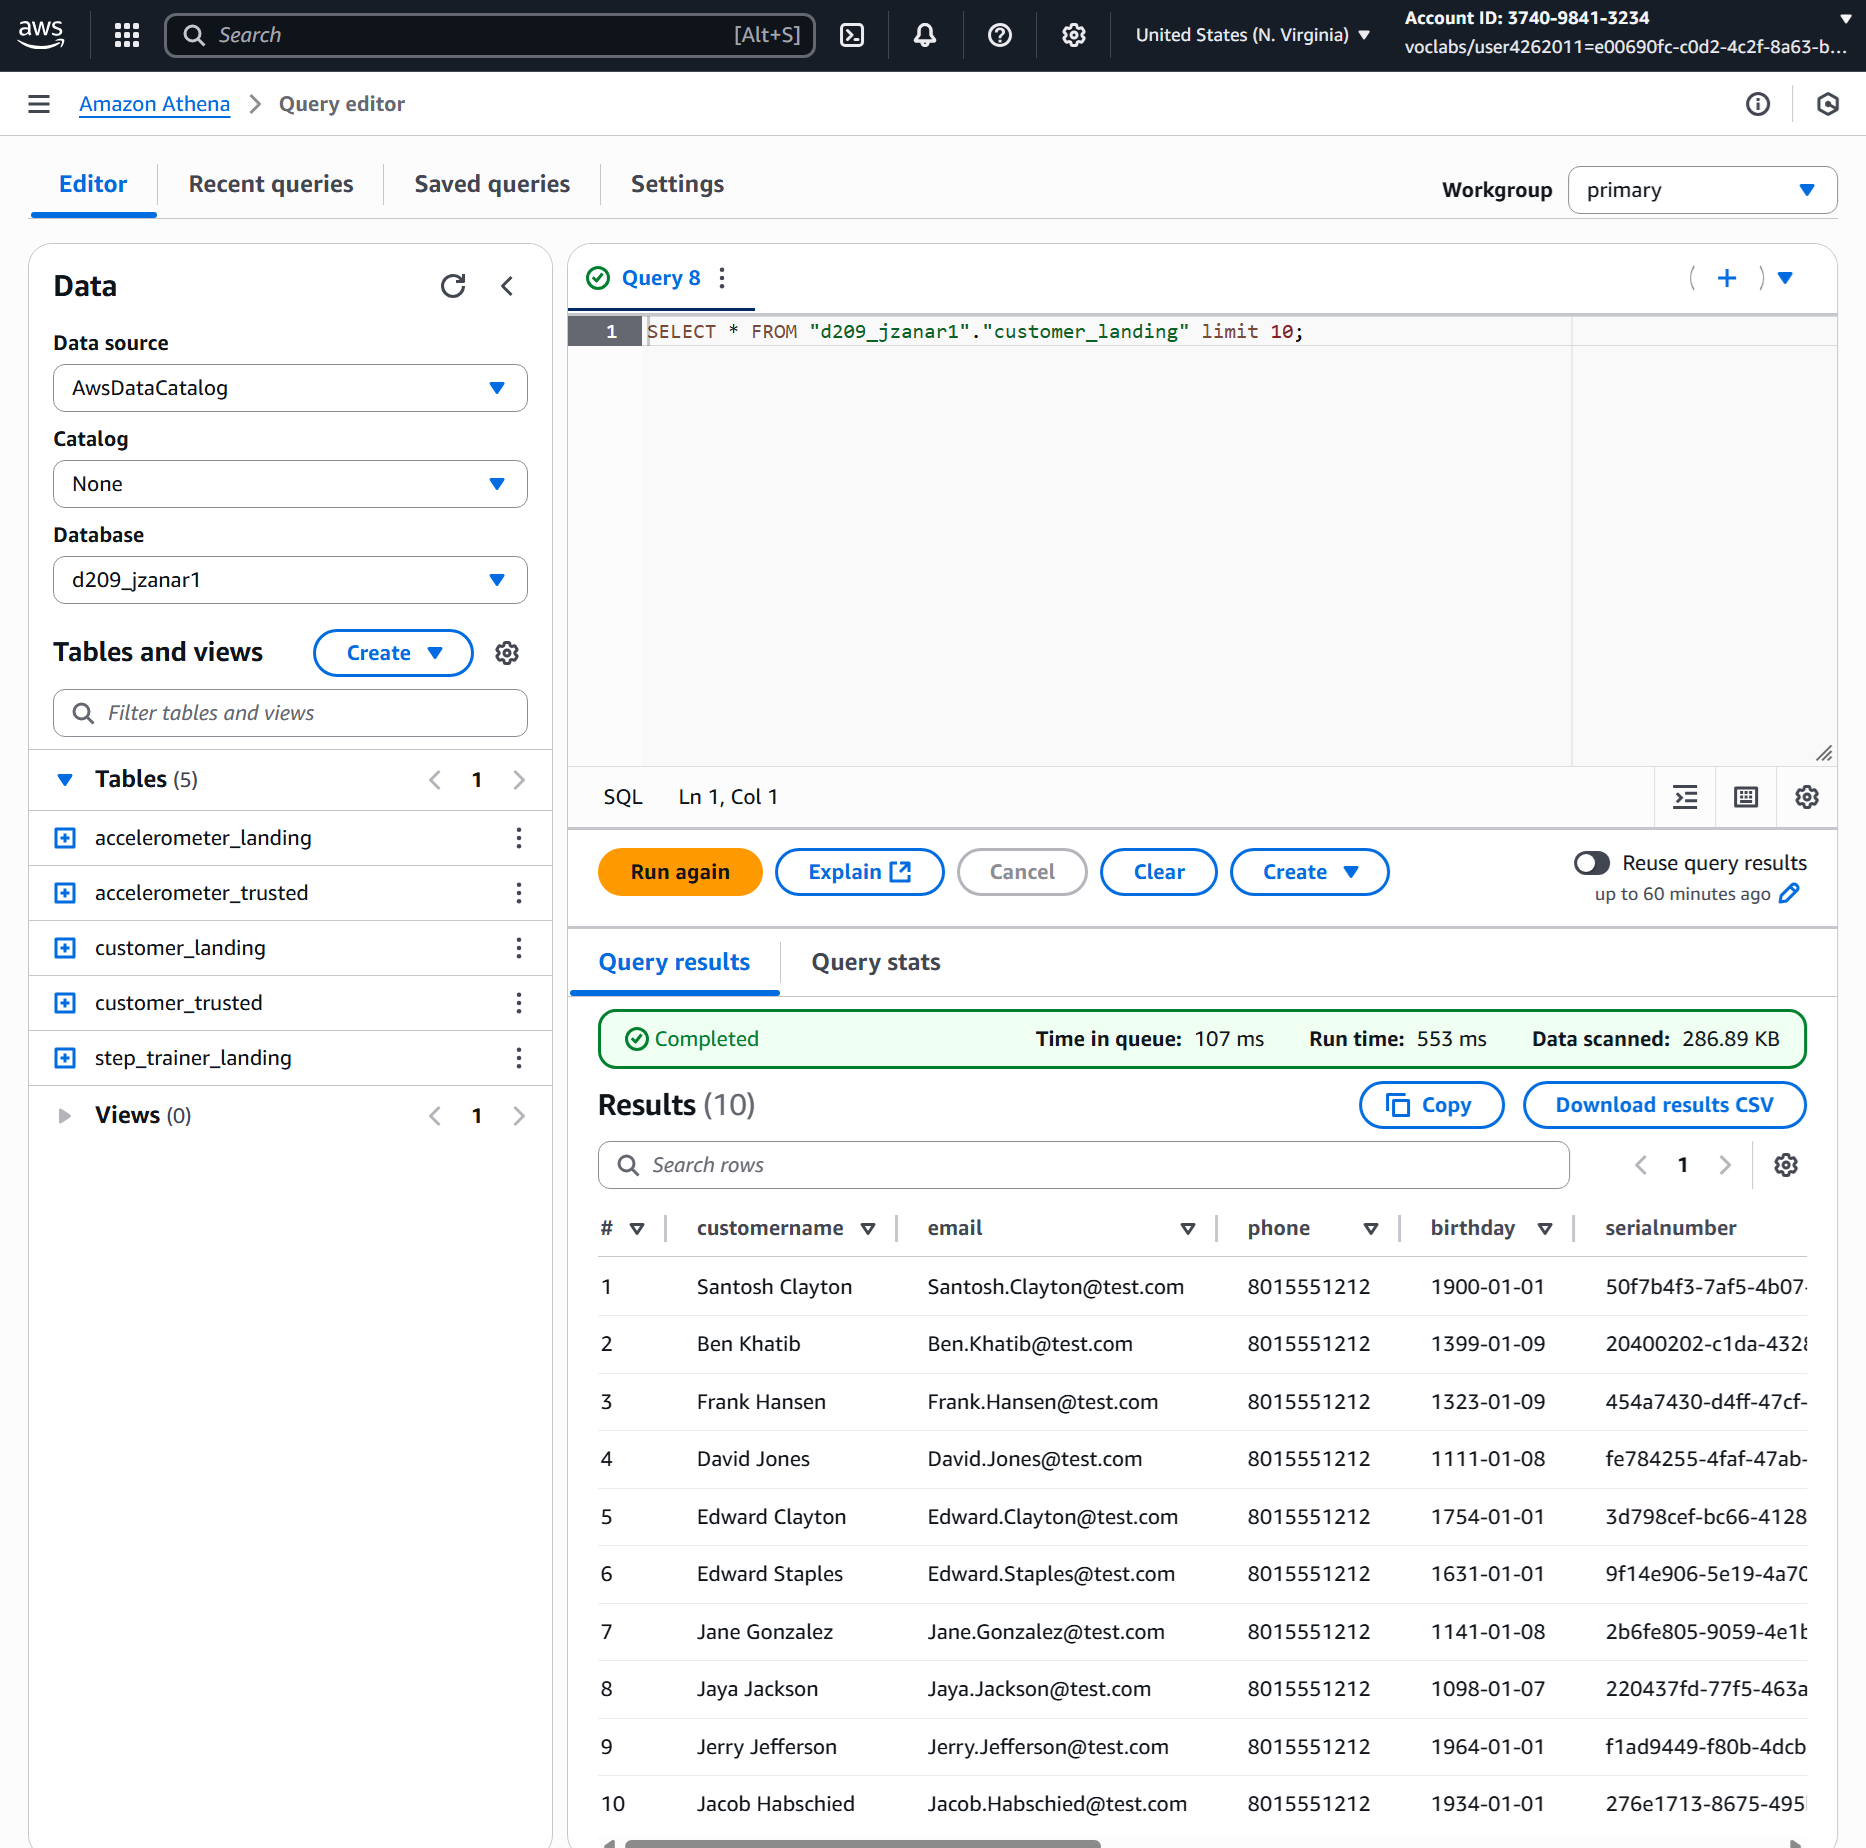 aws
Search [Alt+S]
United States (N. Virginia)
Account ID: 3740-9841-3234
voclabs/user4262011=e00690fc-c0d2-4c2f-8a63-b...
Amazon Athena > Query editor
Editor
Recent queries
Saved queries
Settings
Workgroup
primary
Data
Data source
AwsDataCatalog
Catalog
None
Database
d209_jzanar1
Tables and views
Create
Filter tables and views
Tables (5)
1
accelerometer_landing
accelerometer_trusted
customer_landing
customer_trusted
step_trainer_landing
Views (0)
1
Query 8
1 SELECT * FROM "d209_jzanar1"."customer_landing" limit 10;
SQL Ln 1, Col 1
Run again
Explain
Cancel
Clear
Create
Reuse query results
up to 60 minutes ago
Query results
Query stats
Completed
Time in queue: 107 ms
Run time: 553 ms
Data scanned: 286.89 KB
Results (10)
Copy
Download results CSV
Search rows
1
# customername email phone birthday serialnumber
1 Santosh Clayton Santosh.Clayton@test.com 8015551212 1900-01-01 50f7b4f3-7af5-4b07-
2 Ben Khatib Ben.Khatib@test.com 8015551212 1399-01-09 20400202-c1da-4328
3 Frank Hansen Frank.Hansen@test.com 8015551212 1323-01-09 454a7430-d4ff-47cf-
4 David Jones David.Jones@test.com 8015551212 1111-01-08 fe784255-4faf-47ab-
5 Edward Clayton Edward.Clayton@test.com 8015551212 1754-01-01 3d798cef-bc66-4128
6 Edward Staples Edward.Staples@test.com 8015551212 1631-01-01 9f14e906-5e19-4a70
7 Jane Gonzalez Jane.Gonzalez@test.com 8015551212 1141-01-08 2b6fe805-9059-4e1b
8 Jaya Jackson Jaya.Jackson@test.com 8015551212 1098-01-07 220437fd-77f5-463a
9 Jerry Jefferson Jerry.Jefferson@test.com 8015551212 1964-01-01 f1ad9449-f80b-4dcb
10 Jacob Habschied Jacob.Habschied@test.com 8015551212 1934-01-01 276e1713-8675-495